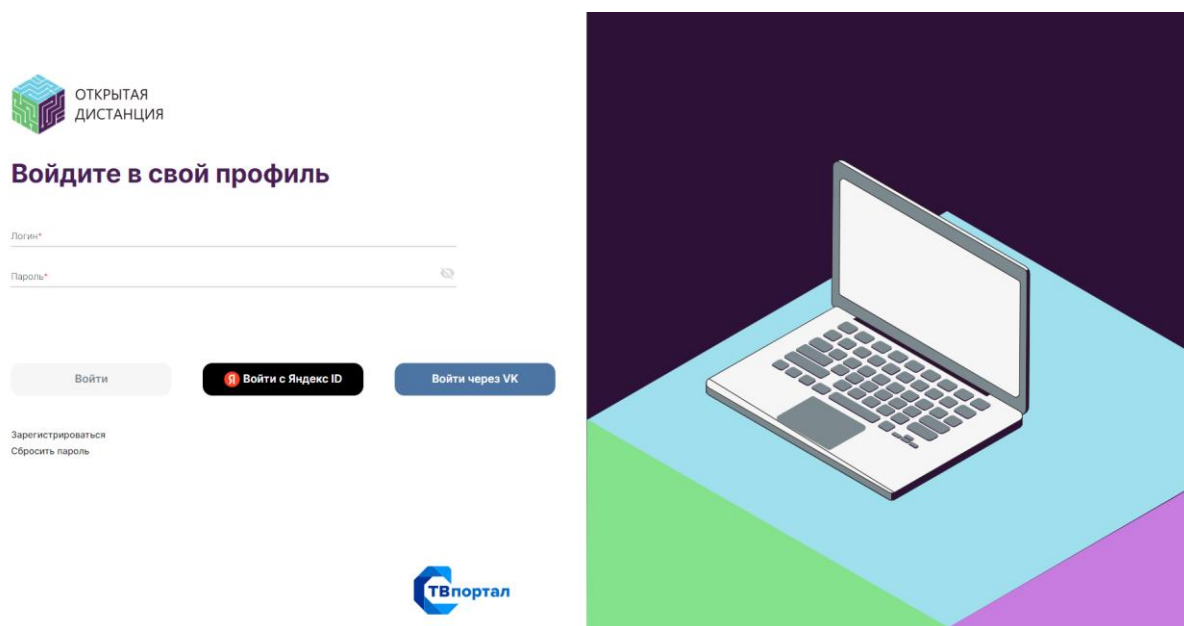 ОТКРЫТАЯ
ДИСТАНЦИЯ
Войдите в свой профиль
Логин*
Пароль*
Войти
Я Войти с Яндекс ID
Войти через VK
Зарегистрироваться
Сбросить пароль
ТВпортал